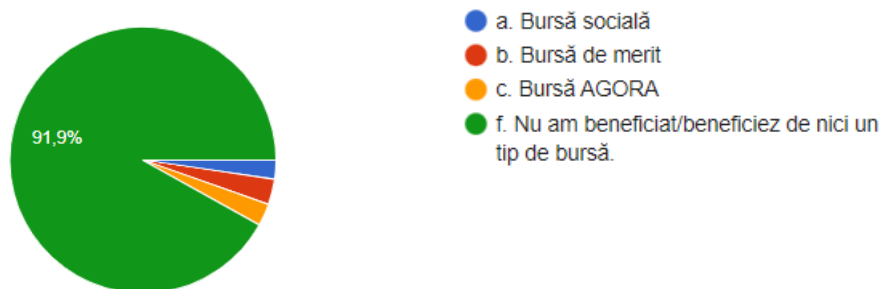 91,9%
a. Bursă socială
b. Bursă de merit
c. Bursă AGORA
f. Nu am beneficiat/beneficiez de nici un
tip de bursă.